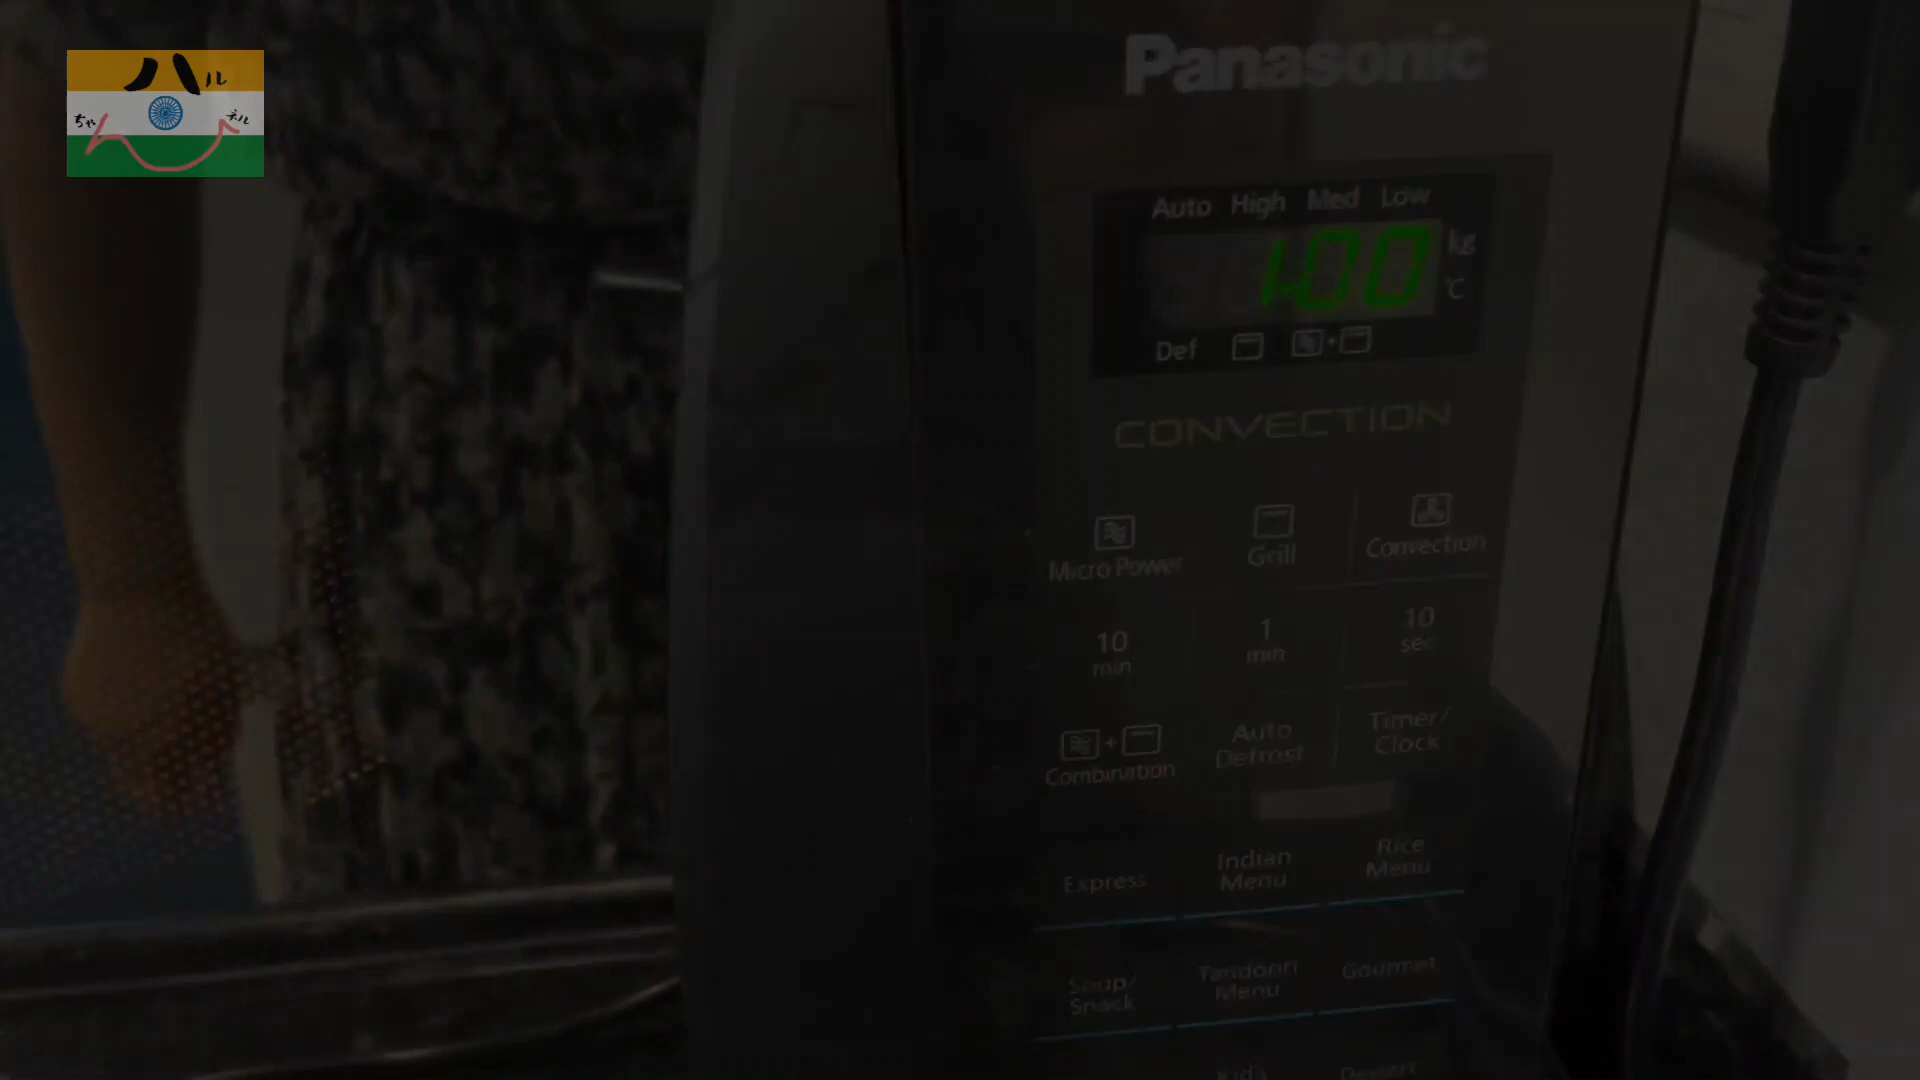 ハル
ちゃ ネル
Panasonic
Auto High Med Low
1:00
kg
℃
Def
CONVECTION
Micro Power
Grill
Convection
10
min
1
min
10
sec
+
Combination
Auto
Defrost
Timer/
Clock
Express
Indian
Menu
Rice
Menu
Soup/
Snack
Tandoori
Menu
Gourmet
Kid's
Dessert